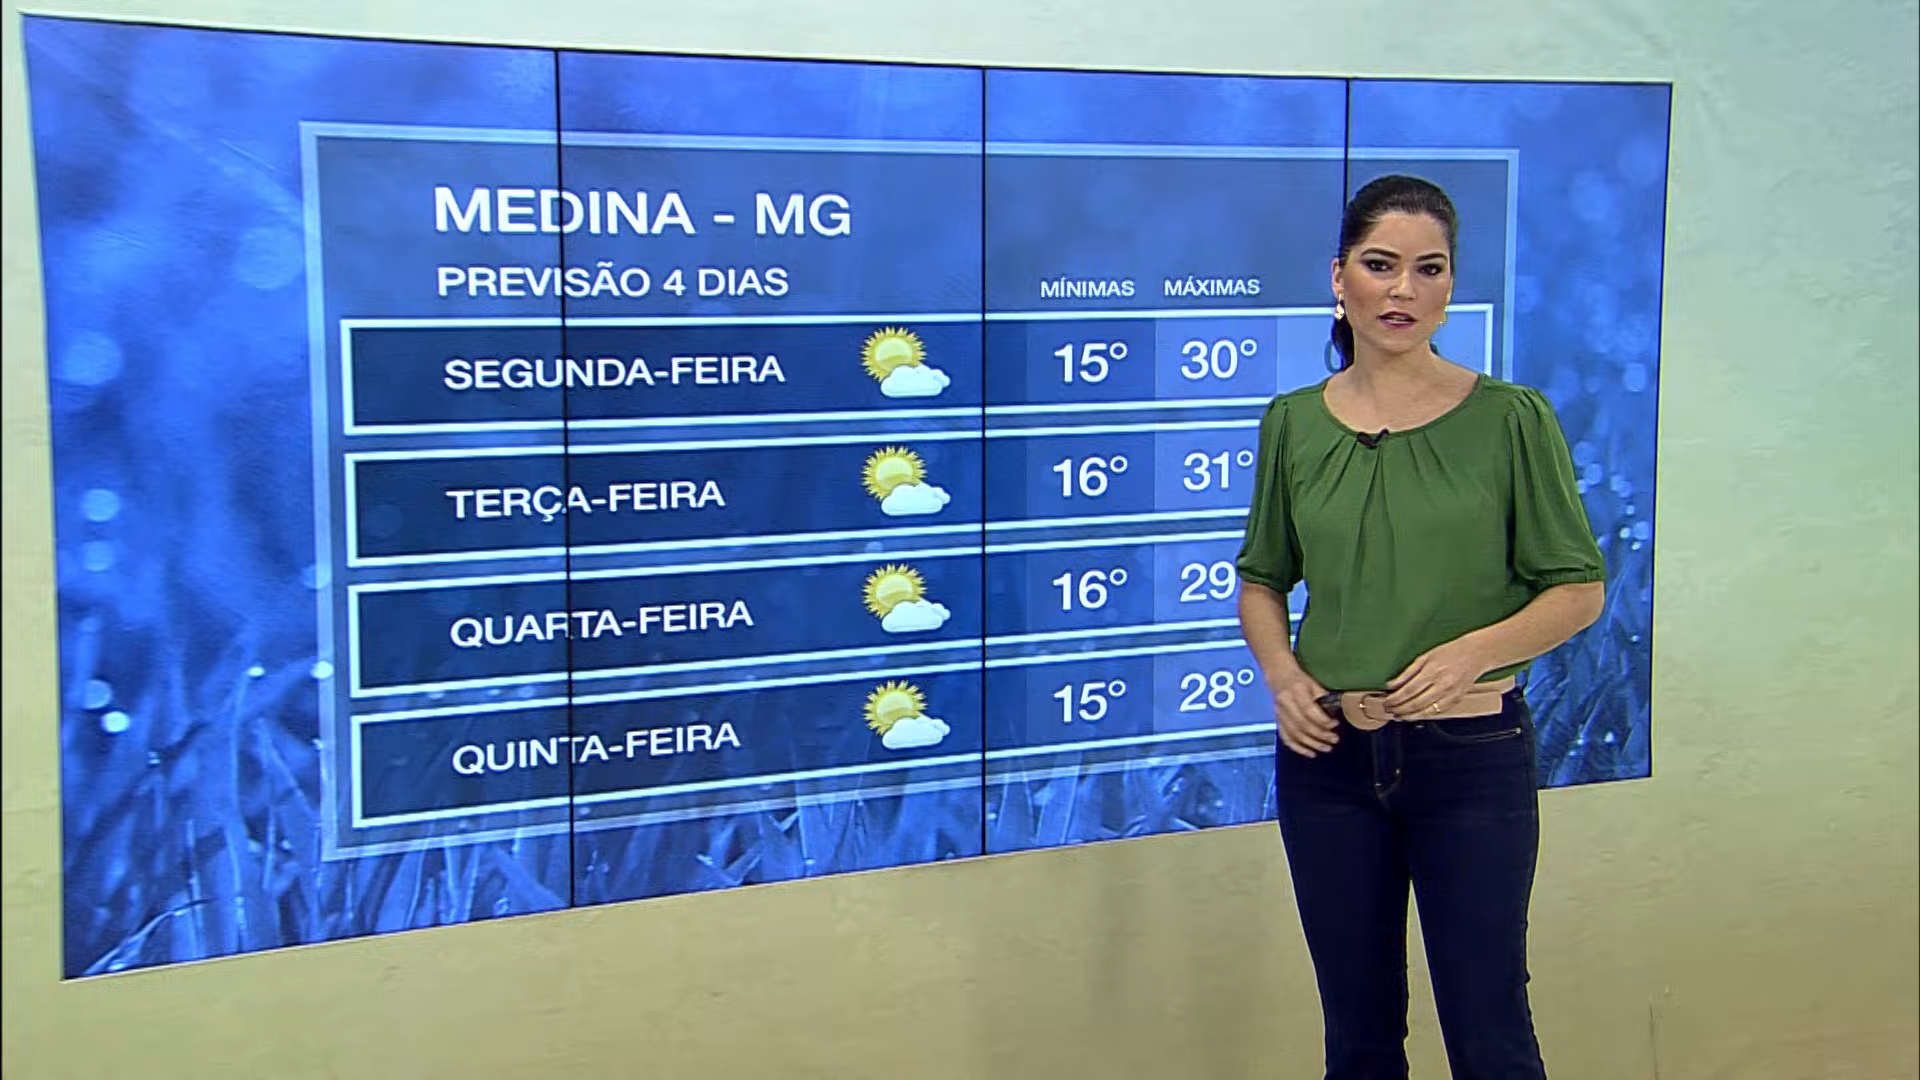 MEDINA - MG
PREVISÃO 4 DIAS
MÍNIMAS MÁXIMAS
SEGUNDA-FEIRA 15° 30°
TERÇA-FEIRA 16° 31°
QUARTA-FEIRA 16° 29
QUINTA-FEIRA 15° 28°